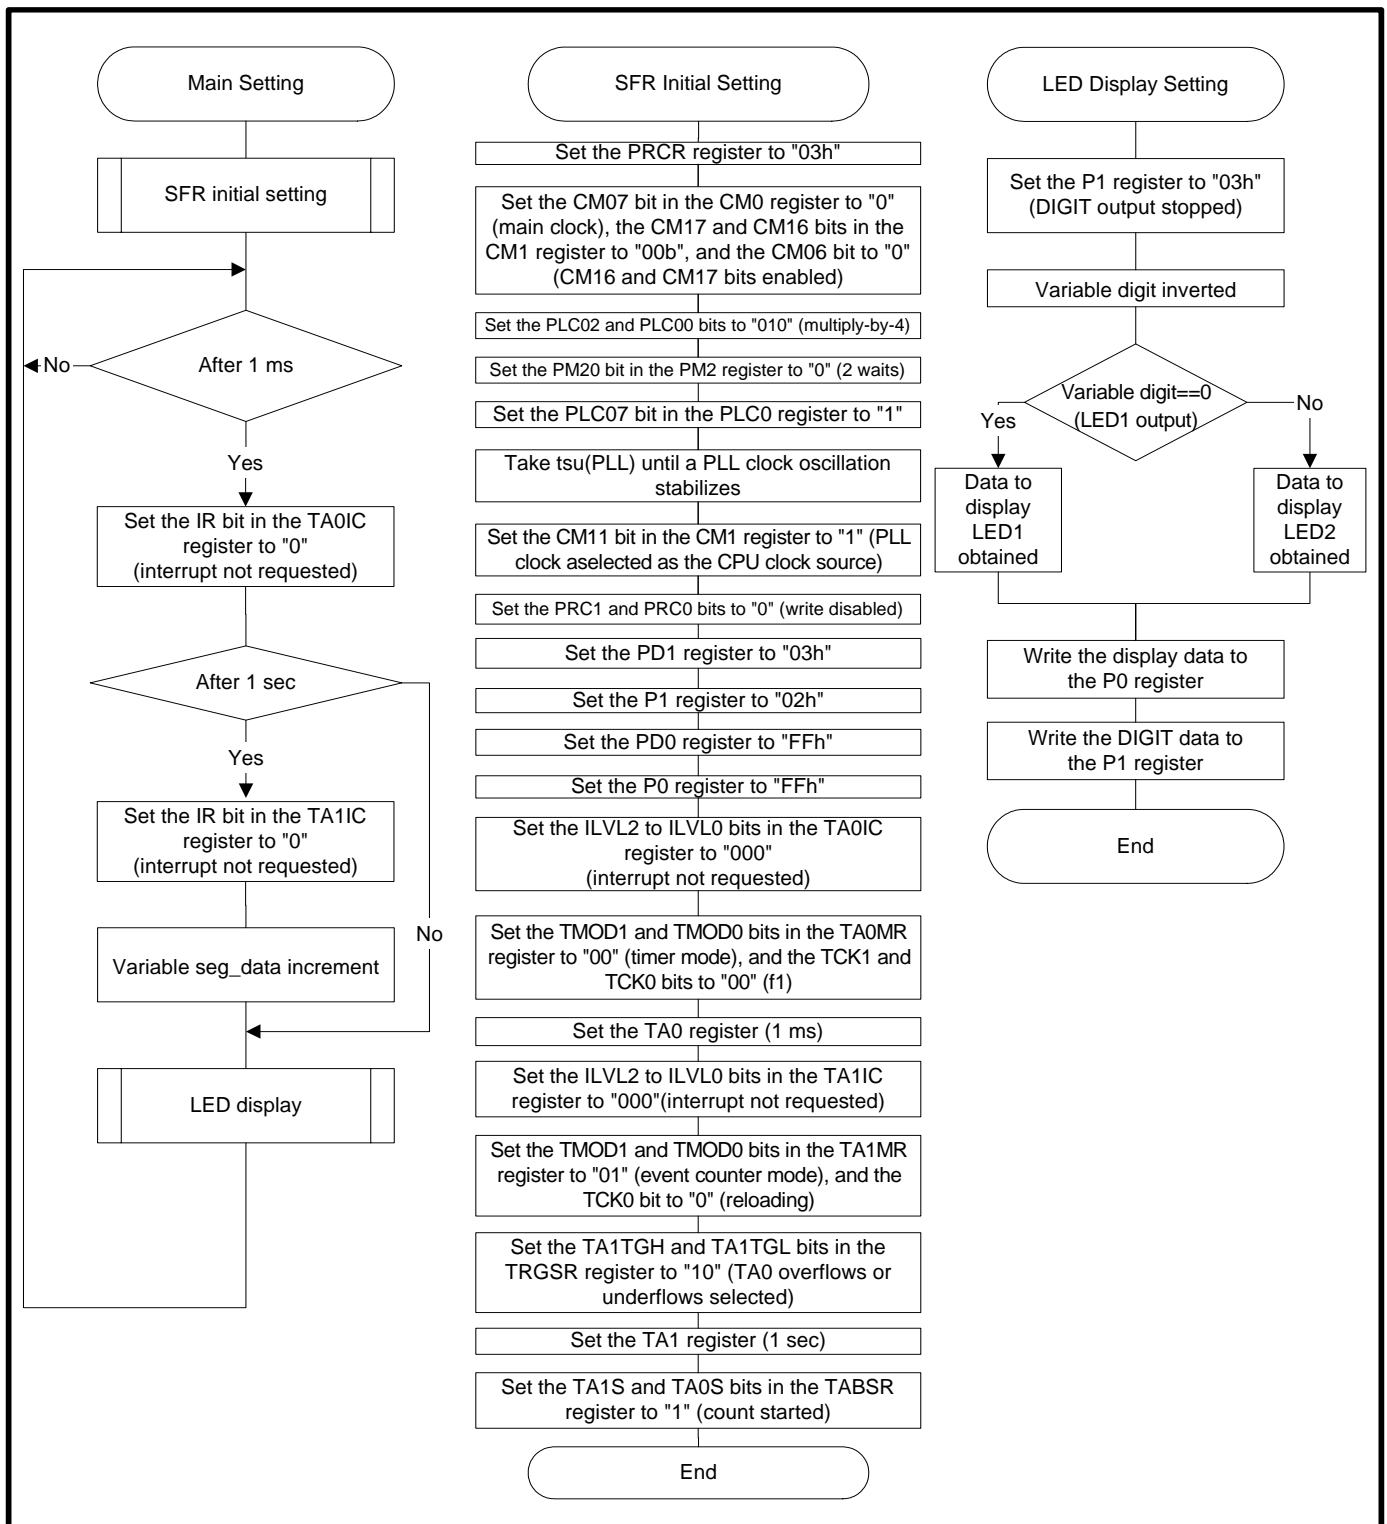 Main Setting
SFR initial setting
After 1 ms
No
Yes
Set the IR bit in the TA0IC
register to "0"
(interrupt not requested)
After 1 sec
Yes
No
Set the IR bit in the TA1IC
register to "0"
(interrupt not requested)
Variable seg_data increment
LED display
SFR Initial Setting
Set the PRCR register to "03h"
Set the CM07 bit in the CM0 register to "0"
(main clock), the CM17 and CM16 bits in the
CM1 register to "00b", and the CM06 bit to "0"
(CM16 and CM17 bits enabled)
Set the PLC02 and PLC00 bits to "010" (multiply-by-4)
Set the PM20 bit in the PM2 register to "0" (2 waits)
Set the PLC07 bit in the PLC0 register to "1"
Take tsu(PLL) until a PLL clock oscillation
stabilizes
Set the CM11 bit in the CM1 register to "1" (PLL
clock aselected as the CPU clock source)
Set the PRC1 and PRC0 bits to "0" (write disabled)
Set the PD1 register to "03h"
Set the P1 register to "02h"
Set the PD0 register to "FFh"
Set the P0 register to "FFh"
Set the ILVL2 to ILVL0 bits in the TA0IC
register to "000"
(interrupt not requested)
Set the TMOD1 and TMOD0 bits in the TA0MR
register to "00" (timer mode), and the TCK1 and
TCK0 bits to "00" (f1)
Set the TA0 register (1 ms)
Set the ILVL2 to ILVL0 bits in the TA1IC
register to "000"(interrupt not requested)
Set the TMOD1 and TMOD0 bits in the TA1MR
register to "01" (event counter mode), and the
TCK0 bit to "0" (reloading)
Set the TA1TGH and TA1TGL bits in the
TRGSR register to "10" (TA0 overflows or
underflows selected)
Set the TA1 register (1 sec)
Set the TA1S and TA0S bits in the TABSR
register to "1" (count started)
End
LED Display Setting
Set the P1 register to "03h"
(DIGIT output stopped)
Variable digit inverted
Variable digit==0
(LED1 output)
Yes
No
Data to
display
LED1
obtained
Data to
display
LED2
obtained
Write the display data to
the P0 register
Write the DIGIT data to
the P1 register
End